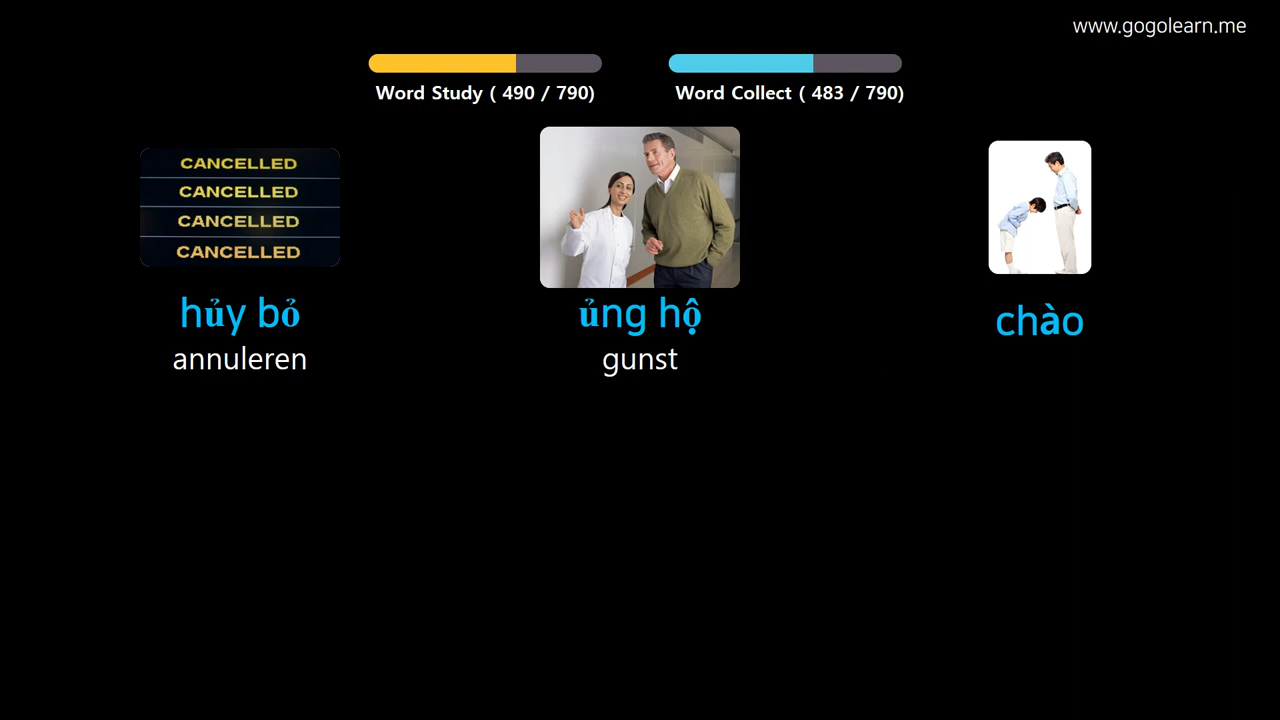 www.gogolearn.me
Word Study ( 490 / 790)
Word Collect ( 483 / 790)
CANCELLED
CANCELLED
CANCELLED
CANCELLED
hủy bỏ
annuleren
ủng hộ
gunst
chào